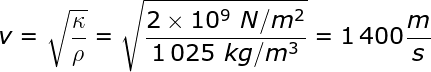 v = √(κ/ρ) = √((2 × 10⁹ N/m²)/(1 025 kg/m³)) = 1 400 m/s